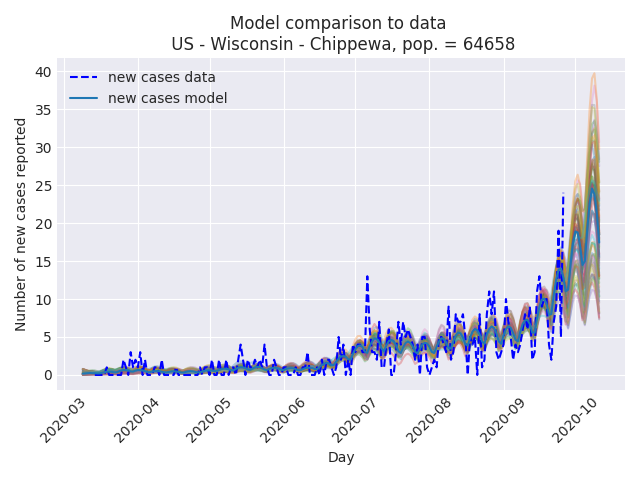 Model comparison to data
US - Wisconsin - Chippewa, pop. = 64658
new cases data
new cases model
Number of new cases reported
40
35
30
25
20
15
10
5
0
2020-03
2020-04
2020-05
2020-06
2020-07
2020-08
2020-09
2020-10
Day